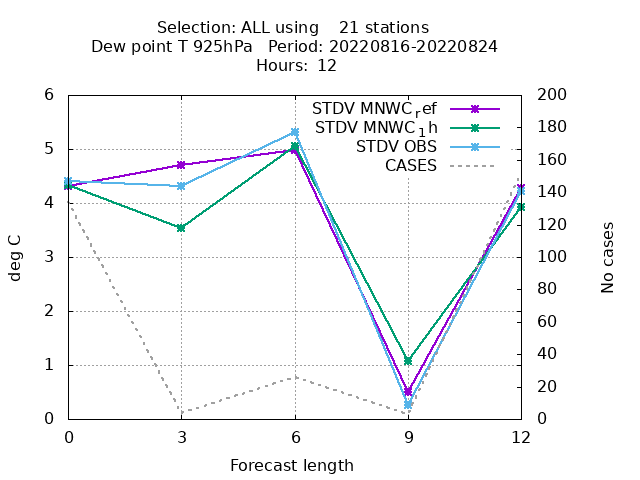 Selection: ALL using    21 stations
Dew point T 925hPa   Period: 20220816-20220824
Hours: 12
STDV MNWC_ref
STDV MNWC_1h
STDV OBS
CASES
6
5
4
3
2
1
0
deg C
200
180
160
140
120
100
80
60
40
20
0
No cases
0 3 6 9 12
Forecast length